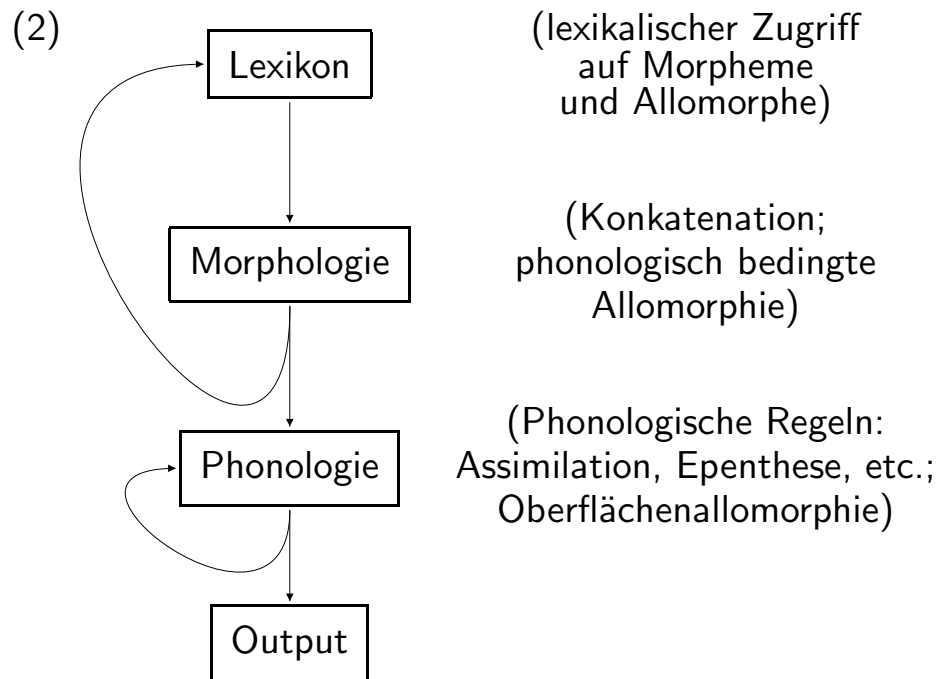 (2)
Lexikon
(lexikalischer Zugriff
auf Morpheme
und Allomorphe)
Morphologie
(Konkatenation;
phonologisch bedingte
Allomorphie)
Phonologie
(Phonologische Regeln:
Assimilation, Epenthese, etc.;
Oberflächenallomorphie)
Output